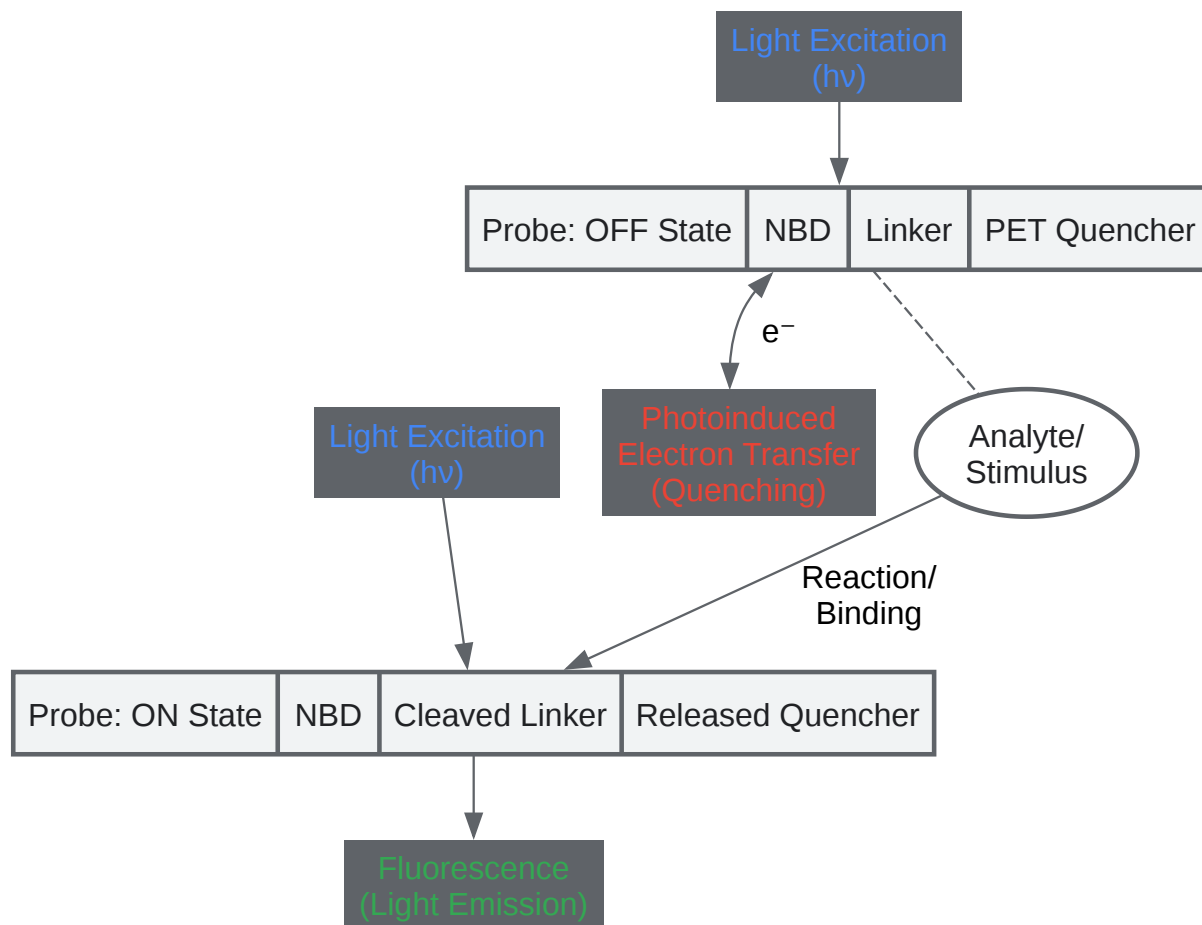 Light Excitation
(hν)
Probe: OFF State
NBD
Linker
PET Quencher
e⁻
Photoinduced
Electron Transfer
(Quenching)
Analyte/
Stimulus
Light Excitation
(hν)
Reaction/
Binding
Probe: ON State
NBD
Cleaved Linker
Released Quencher
Fluorescence
(Light Emission)